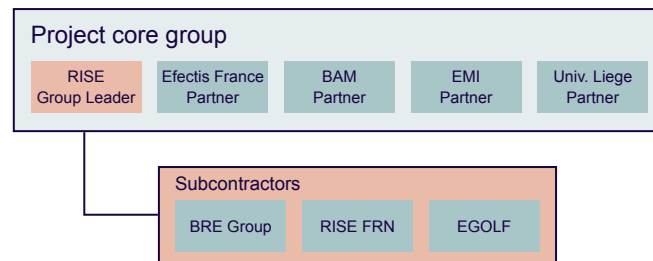 Project core group
RISE
Group Leader
Efectis France
Partner
BAM
Partner
EMI
Partner
Univ. Liege
Partner
Subcontractors
BRE Group
RISE FRN
EGOLF